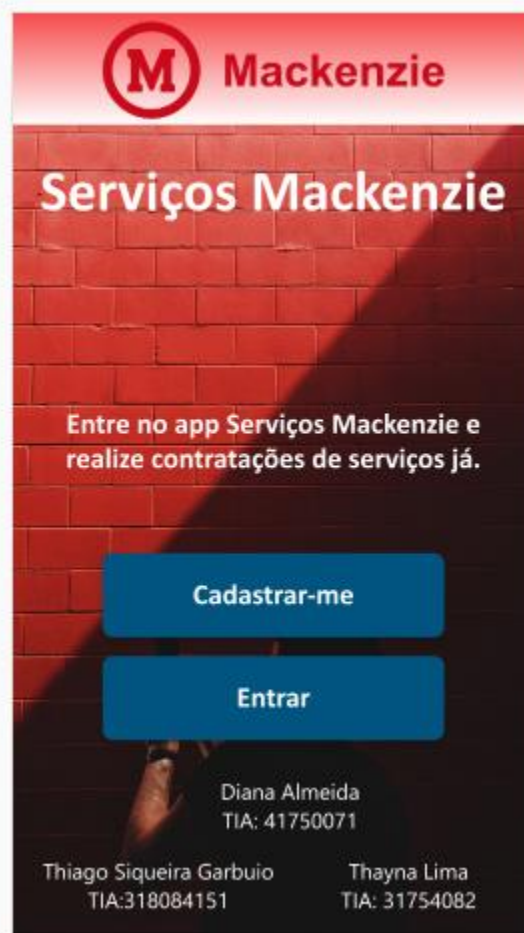 M Mackenzie
Serviços Mackenzie
Entre no app Serviços Mackenzie e
realize contratações de serviços já.
Cadastrar-me
Entrar
Diana Almeida
TIA: 41750071
Thiago Siqueira Garbuio
TIA:318084151
Thayna Lima
TIA: 31754082